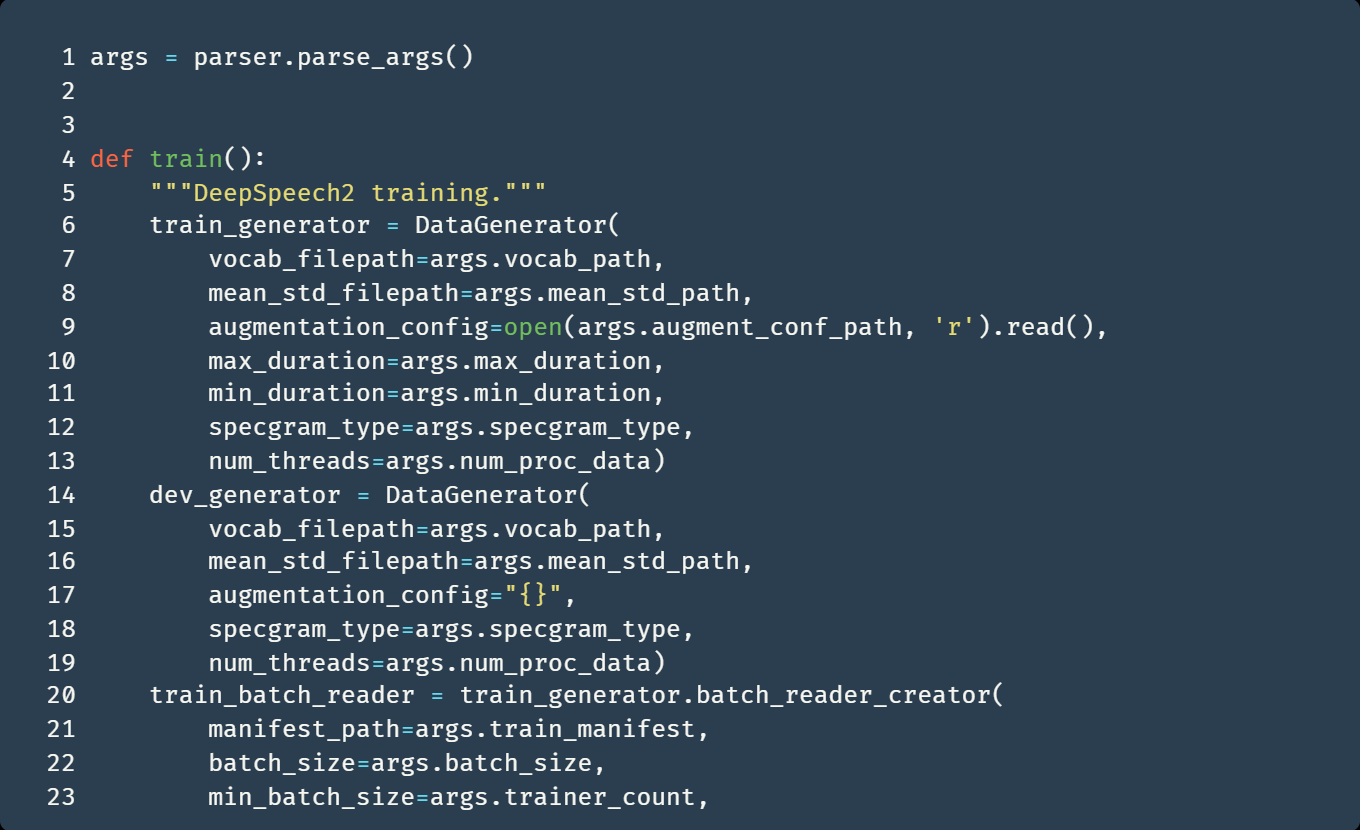 1 args = parser.parse_args()
2
3
4 def train():
5     """DeepSpeech2 training."""
6     train_generator = DataGenerator(
7         vocab_filepath=args.vocab_path,
8         mean_std_filepath=args.mean_std_path,
9         augmentation_config=open(args.augment_conf_path, 'r').read(),
10         max_duration=args.max_duration,
11         min_duration=args.min_duration,
12         specgram_type=args.specgram_type,
13         num_threads=args.num_proc_data)
14     dev_generator = DataGenerator(
15         vocab_filepath=args.vocab_path,
16         mean_std_filepath=args.mean_std_path,
17         augmentation_config="{}",
18         specgram_type=args.specgram_type,
19         num_threads=args.num_proc_data)
20     train_batch_reader = train_generator.batch_reader_creator(
21         manifest_path=args.train_manifest,
22         batch_size=args.batch_size,
23         min_batch_size=args.trainer_count,